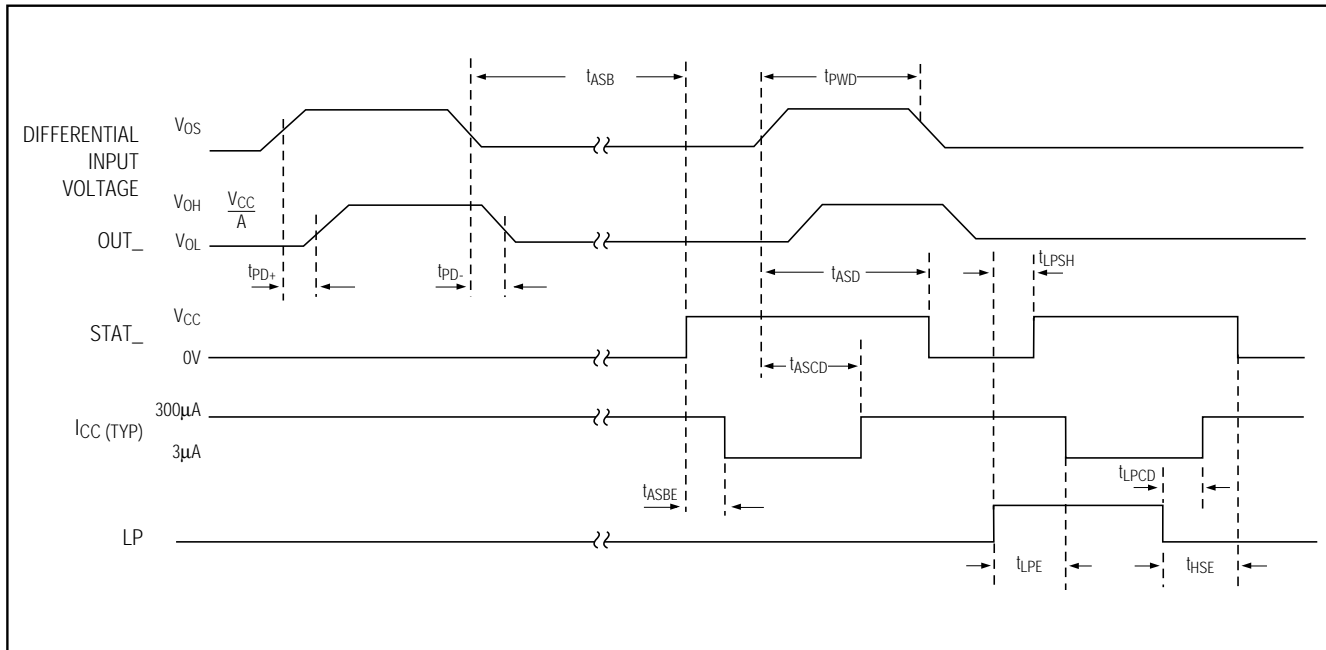 tASB
tPWD
DIFFERENTIAL
INPUT
VOLTAGE
VOS
OUT_
VOH
VOL
VCC
A
tPD+
tPD-
tASD
tLPSH
STAT_
VCC
0V
tASCD
ICC (TYP)
300μA
3μA
tASBE
tLPCD
LP
tLPE
tHSE